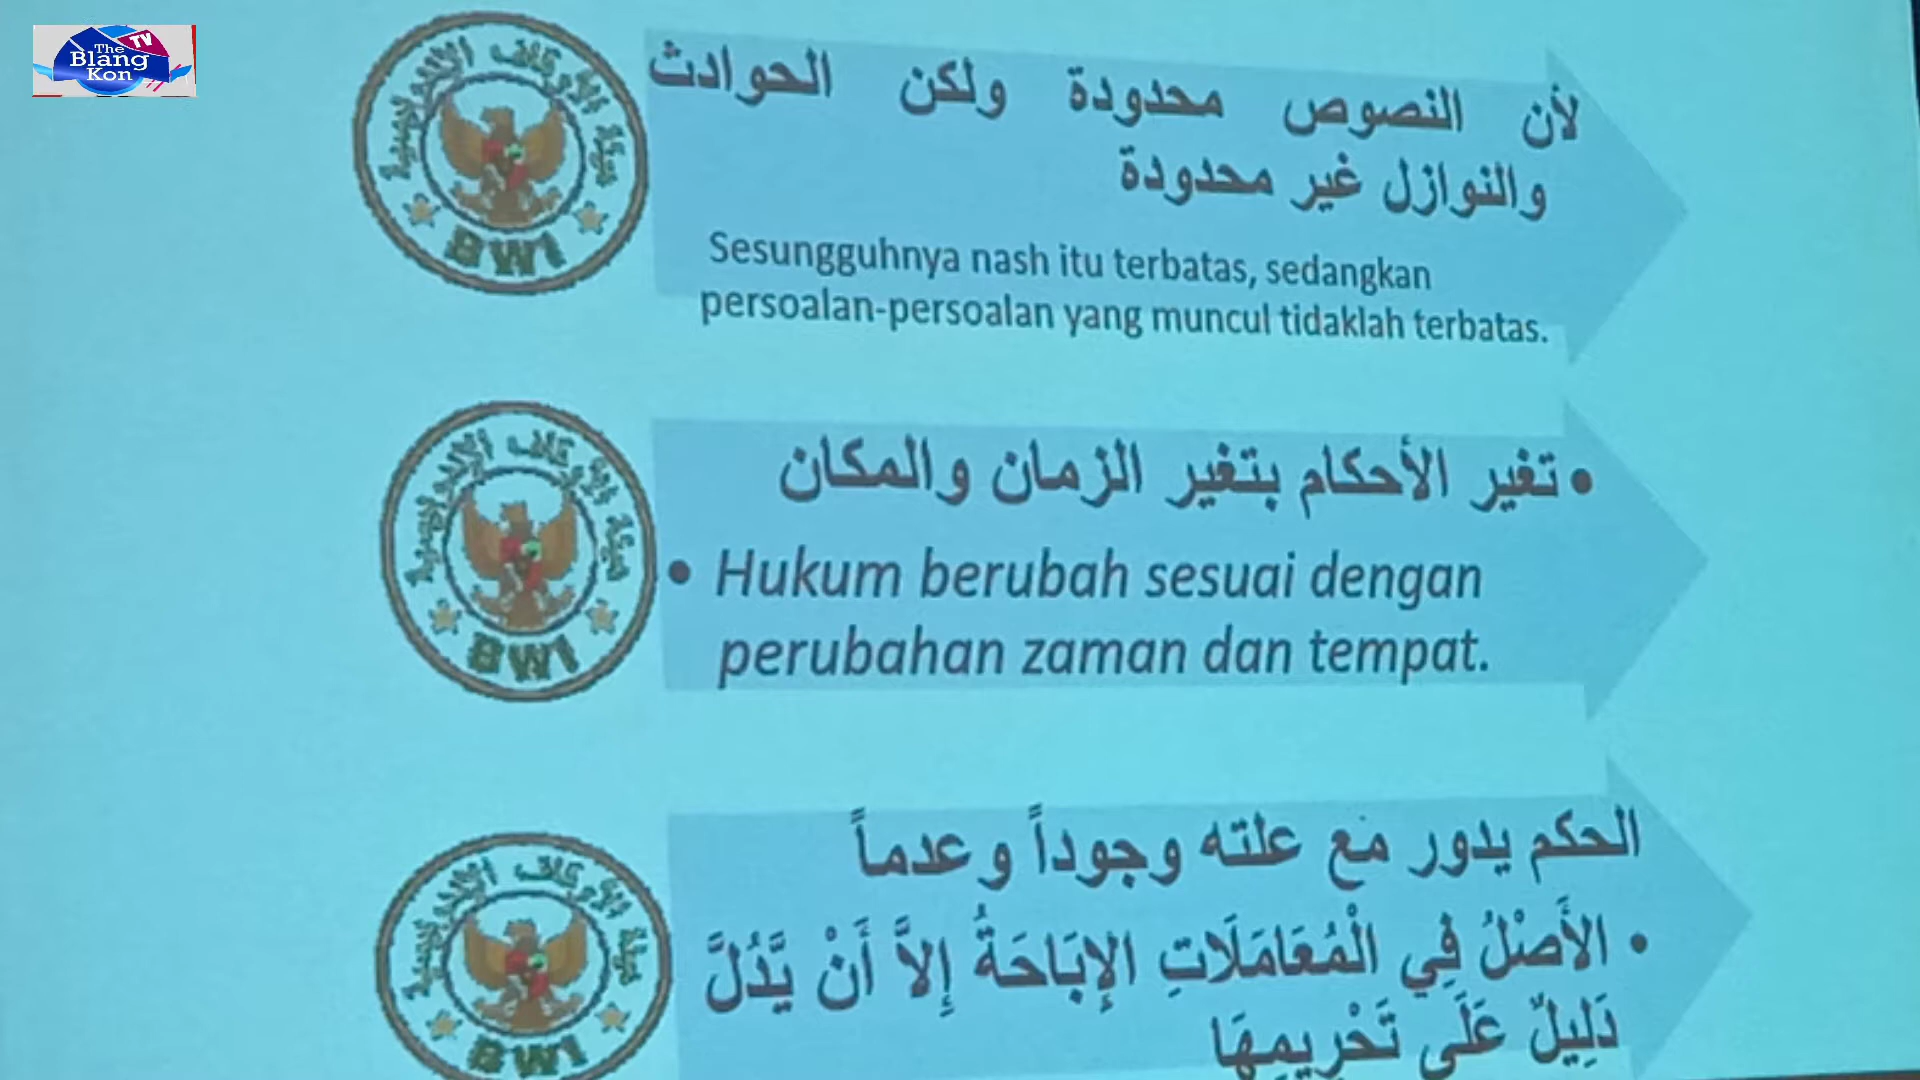 The
Blang
Kon
TV
BWI
لأن النصوص محدودة ولكن الحوادث
والنوازل غير محدودة
Sesungguhnya nash itu terbatas, sedangkan
persoalan-persoalan yang muncul tidaklah terbatas.
BWI
• تغير الأحكام بتغير الزمان والمكان
• Hukum berubah sesuai dengan
perubahan zaman dan tempat.
BWI
الحكم يدور مع علته وجوداً وعدماً
• الأَصْلُ فِي الْمُعَامَلَاتِ الإِبَاحَةُ إِلاَّ أَنْ يَّدُلَّ
دَلِيلٌ عَلَى تَحْرِيمِهَا